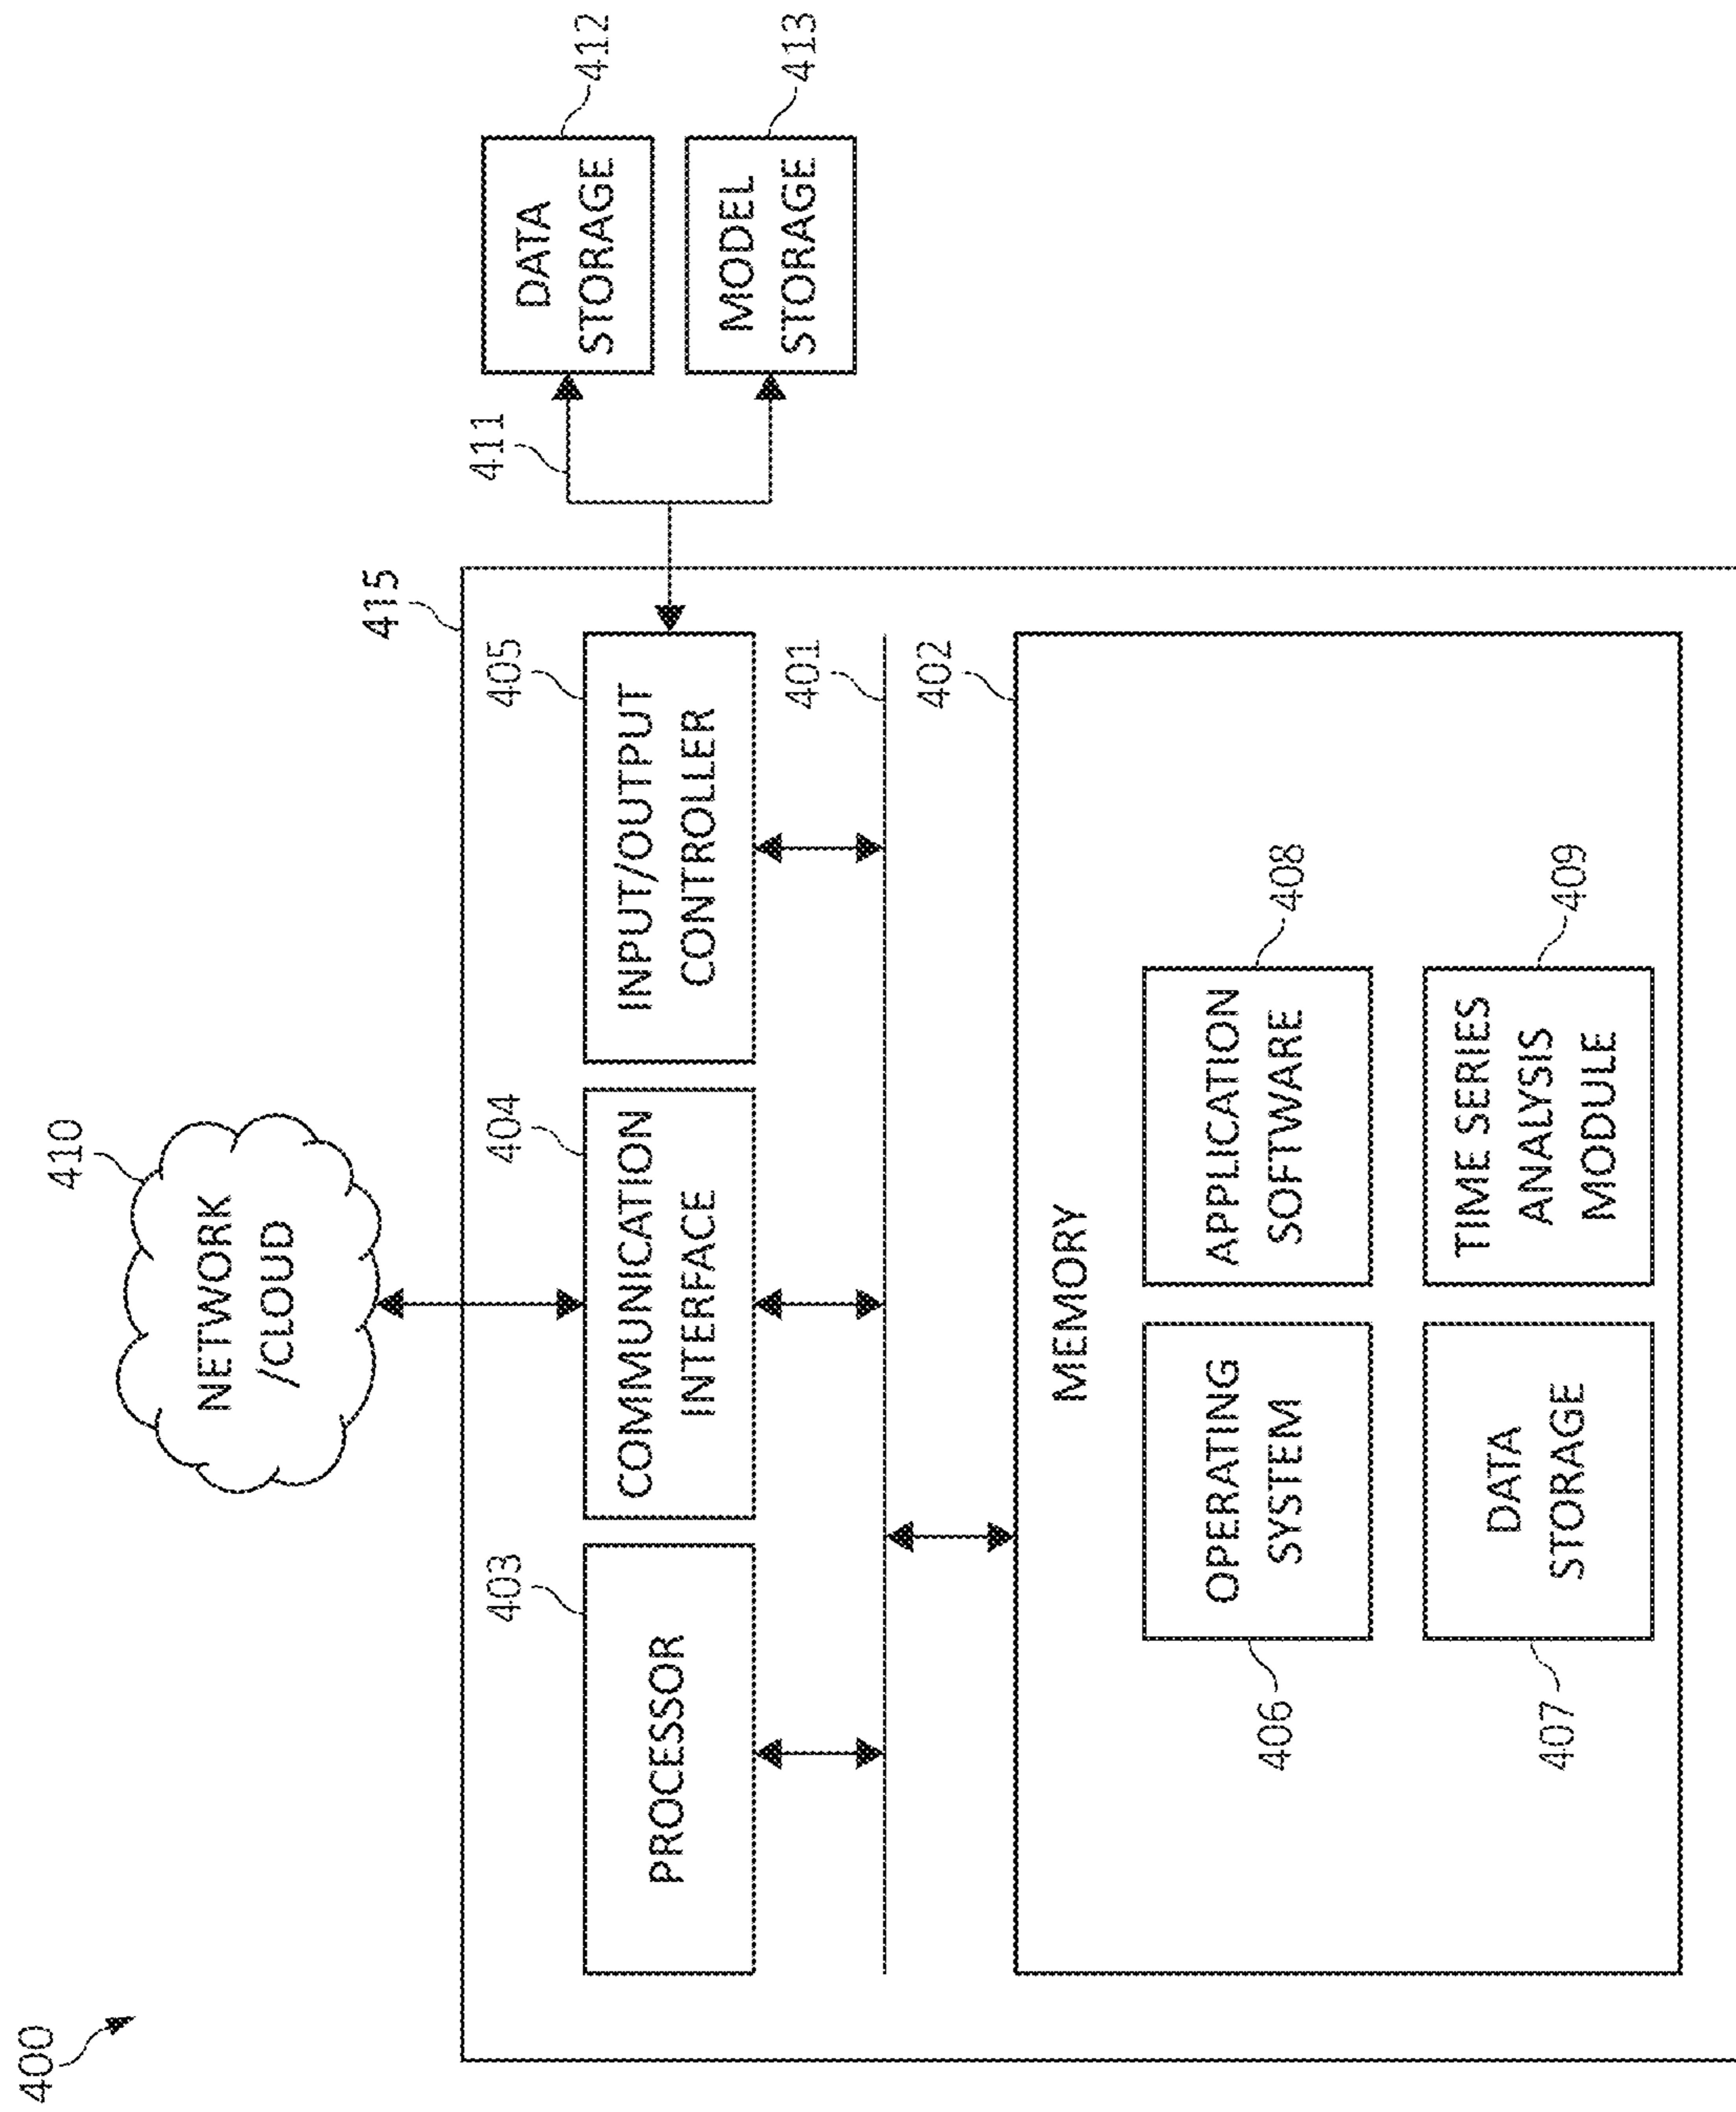 400
410
NETWORK
/CLOUD
415
403
404
405
PROCESSOR
COMMUNICATION
INTERFACE
INPUT/OUTPUT
CONTROLLER
411
412
DATA
STORAGE
413
MODEL
STORAGE
401
402
MEMORY
406
OPERATING
SYSTEM
408
APPLICATION
SOFTWARE
407
DATA
STORAGE
409
TIME SERIES
ANALYSIS
MODULE